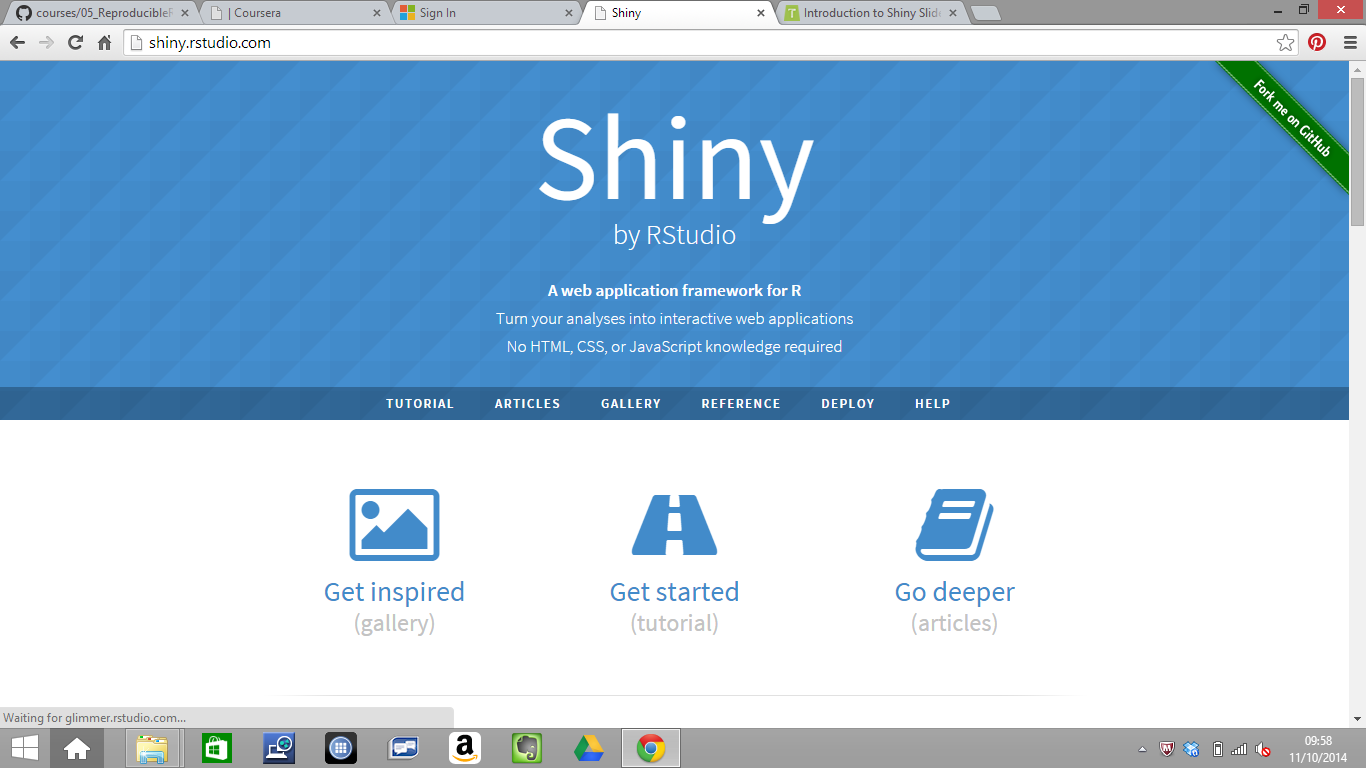 courses/05_ReproducibleR
| Coursera
Sign In
Shiny
Introduction to Shiny Slid
shiny.rstudio.com
Fork me on GitHub
Shiny
by RStudio
A web application framework for R
Turn your analyses into interactive web applications
No HTML, CSS, or JavaScript knowledge required
TUTORIAL ARTICLES GALLERY REFERENCE DEPLOY HELP
Get inspired
(gallery)
Get started
(tutorial)
Go deeper
(articles)
Waiting for glimmer.rstudio.com...
09:58
11/10/2014